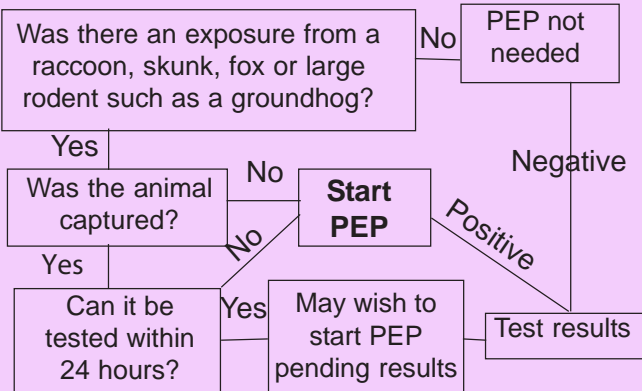 Was there an exposure from a
raccoon, skunk, fox or large
rodent such as a groundhog?
No
PEP not
needed
Yes
Negative
Was the animal
captured?
No
Start
PEP
No
Positive
Yes
Can it be
tested within
24 hours?
Yes
May wish to
start PEP
pending results
Test results